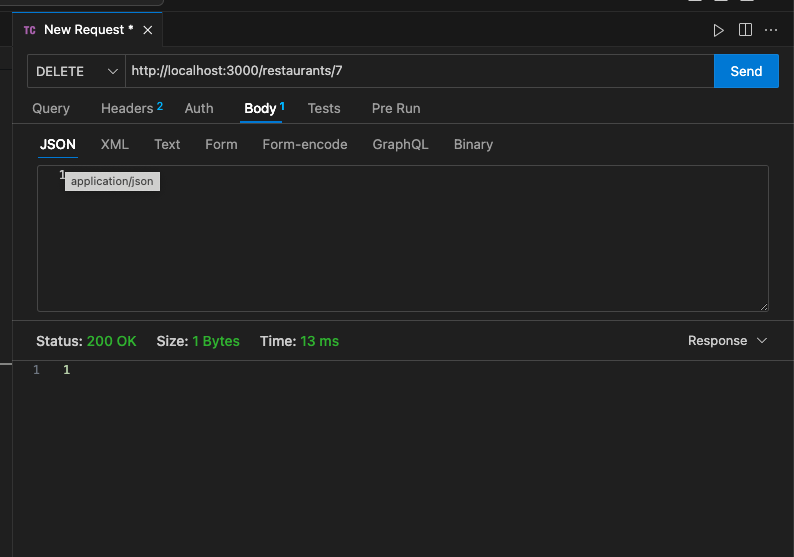 TC New Request *
DELETE http://localhost:3000/restaurants/7 Send
Query Headers 2 Auth Body 1 Tests Pre Run
JSON XML Text Form Form-encode GraphQL Binary
1
application/json
Status: 200 OK Size: 1 Bytes Time: 13 ms Response
1 1